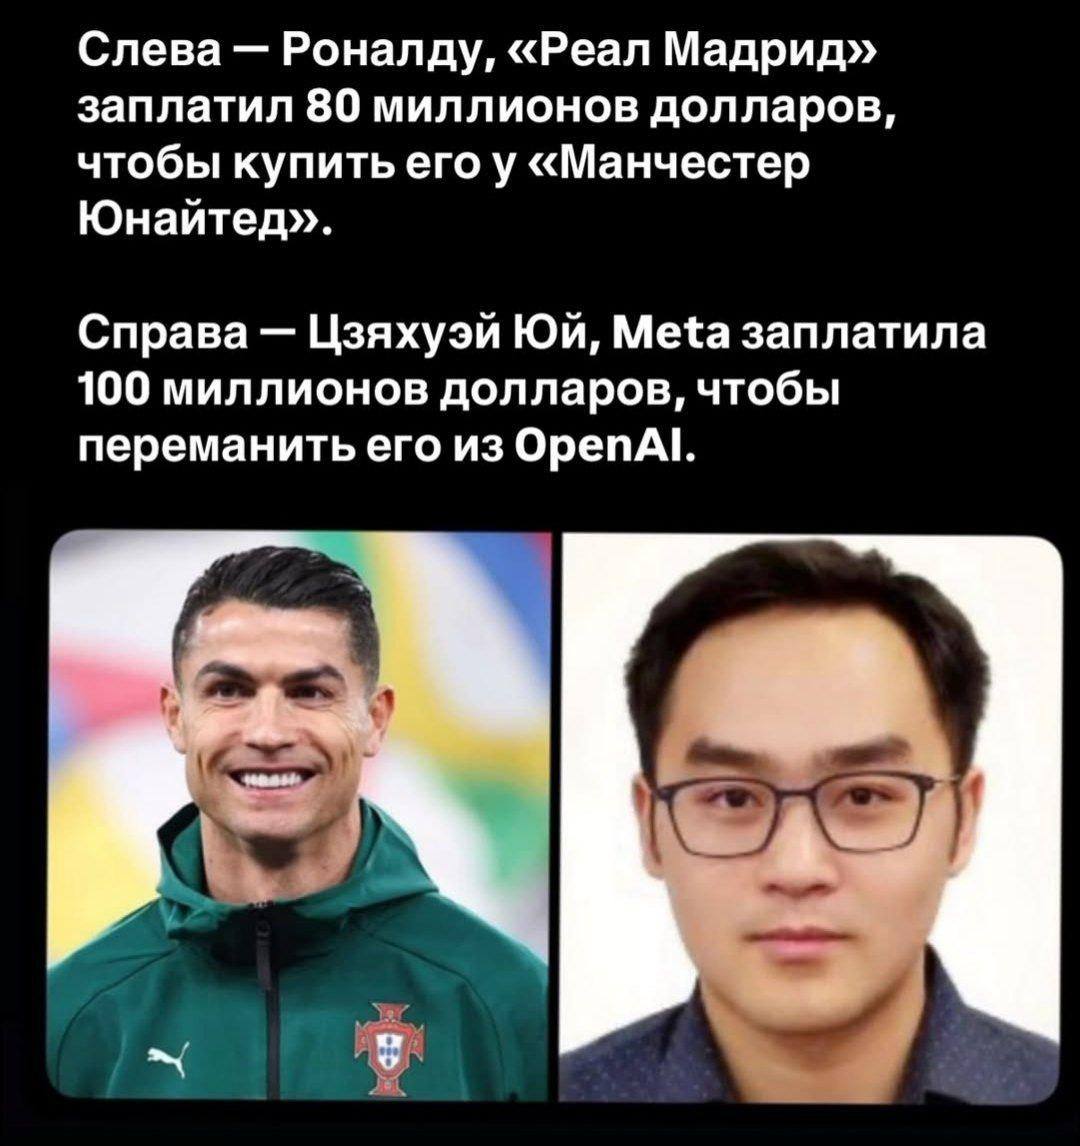 Слева — Роналду, «Реал Мадрид»
заплатил 80 миллионов долларов,
чтобы купить его у «Манчестер
Юнайтед».
Справа — Цзяхуэй Юй, Meta заплатила
100 миллионов долларов, чтобы
переманить его из OpenAI.